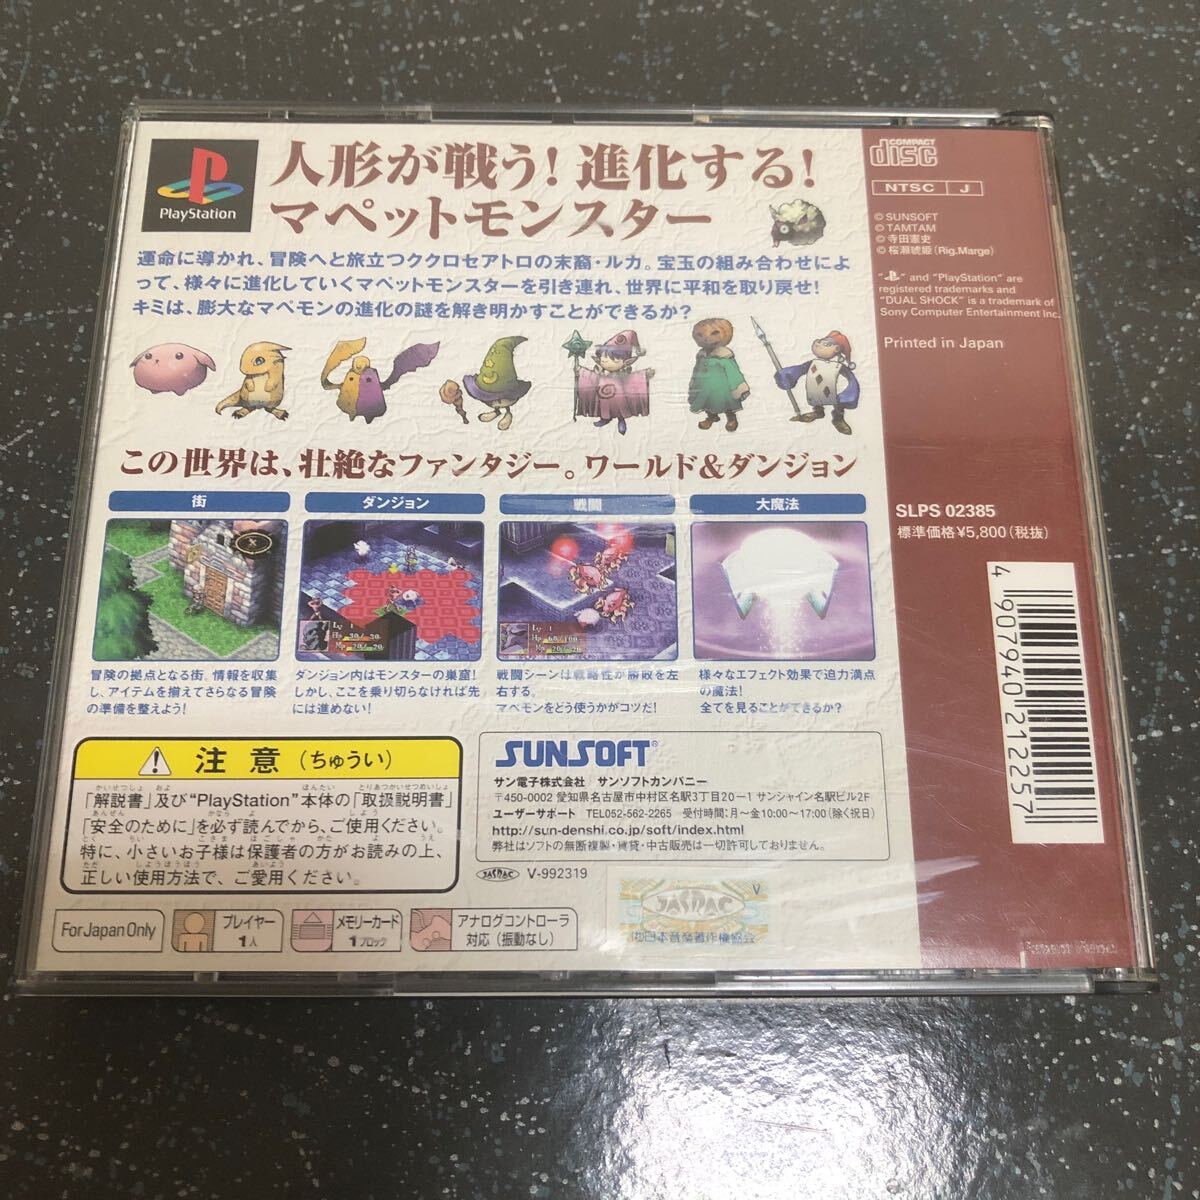 PlayStation
人形が戦う!進化する!
マペットモンスター
運命に導かれ、冒険へと旅立つククロセアトロの末裔・ルカ。宝玉の組み合わせによ
って、様々に進化していくマペットモンスターを引き連れ、世界に平和を取り戻せ!
キミは、膨大なマペモンの進化の謎を解き明かすことができるか?
この世界は、壮絶なファンタジー。ワールド&ダンジョン
街
冒険の拠点となる街。情報を収集
し、アイテムを揃えてさらなる冒険
の準備を整えよう!
ダンジョン
Lv 1
Hp 30/30
Mp 20/20
ダンジョン内はモンスターの巣窟!
しかし、ここを乗り切らなければ先
には進めない!
戦闘
Lv 1
Hp 60/100
Mp 20/20
戦闘シーンは戦略性が勝敗を左
右する。
マペモンをどう使うかがコツだ!
大魔法
様々なエフェクト効果で迫力満点
の魔法!
全てを見ることができるか?
注意(ちゅうい)
「解説書」及び“PlayStation”本体の「取扱説明書」
「安全のために」を必ず読んでから、ご使用ください。
特に、小さいお子様は保護者の方がお読みの上、
正しい使用方法で、ご愛用ください。
SUNSOFT®
サン電子株式会社 サンソフトカンパニー
〒450-0002 愛知県名古屋市中村区名駅3丁目20-1 サンシャイン名駅ビル2F
ユーザーサポート TEL052-562-2265 受付時間:月〜金10:00〜17:00(除く祝日)
http://sun-denshi.co.jp/soft/index.html
弊社はソフトの無断複製・賃貸・中古販売は一切許可しておりません。
JASRAC V-992319
V
JASRAC
(社)日本音楽著作権協会
For Japan Only
プレイヤー
1人
メモリーカード
1ブロック
アナログコントローラ
対応(振動なし)
COMPACT
disc
NTSC J
© SUNSOFT
© TAMTAM
© 寺田憲史
© 桜瀬琥姫(Rig.Marge)
“ ” and “PlayStation” are
registered trademarks and
“DUAL SHOCK” is a trademark of
Sony Computer Entertainment Inc.
Printed in Japan
SLPS 02385
標準価格¥5,800(税抜)
4 907940 212257